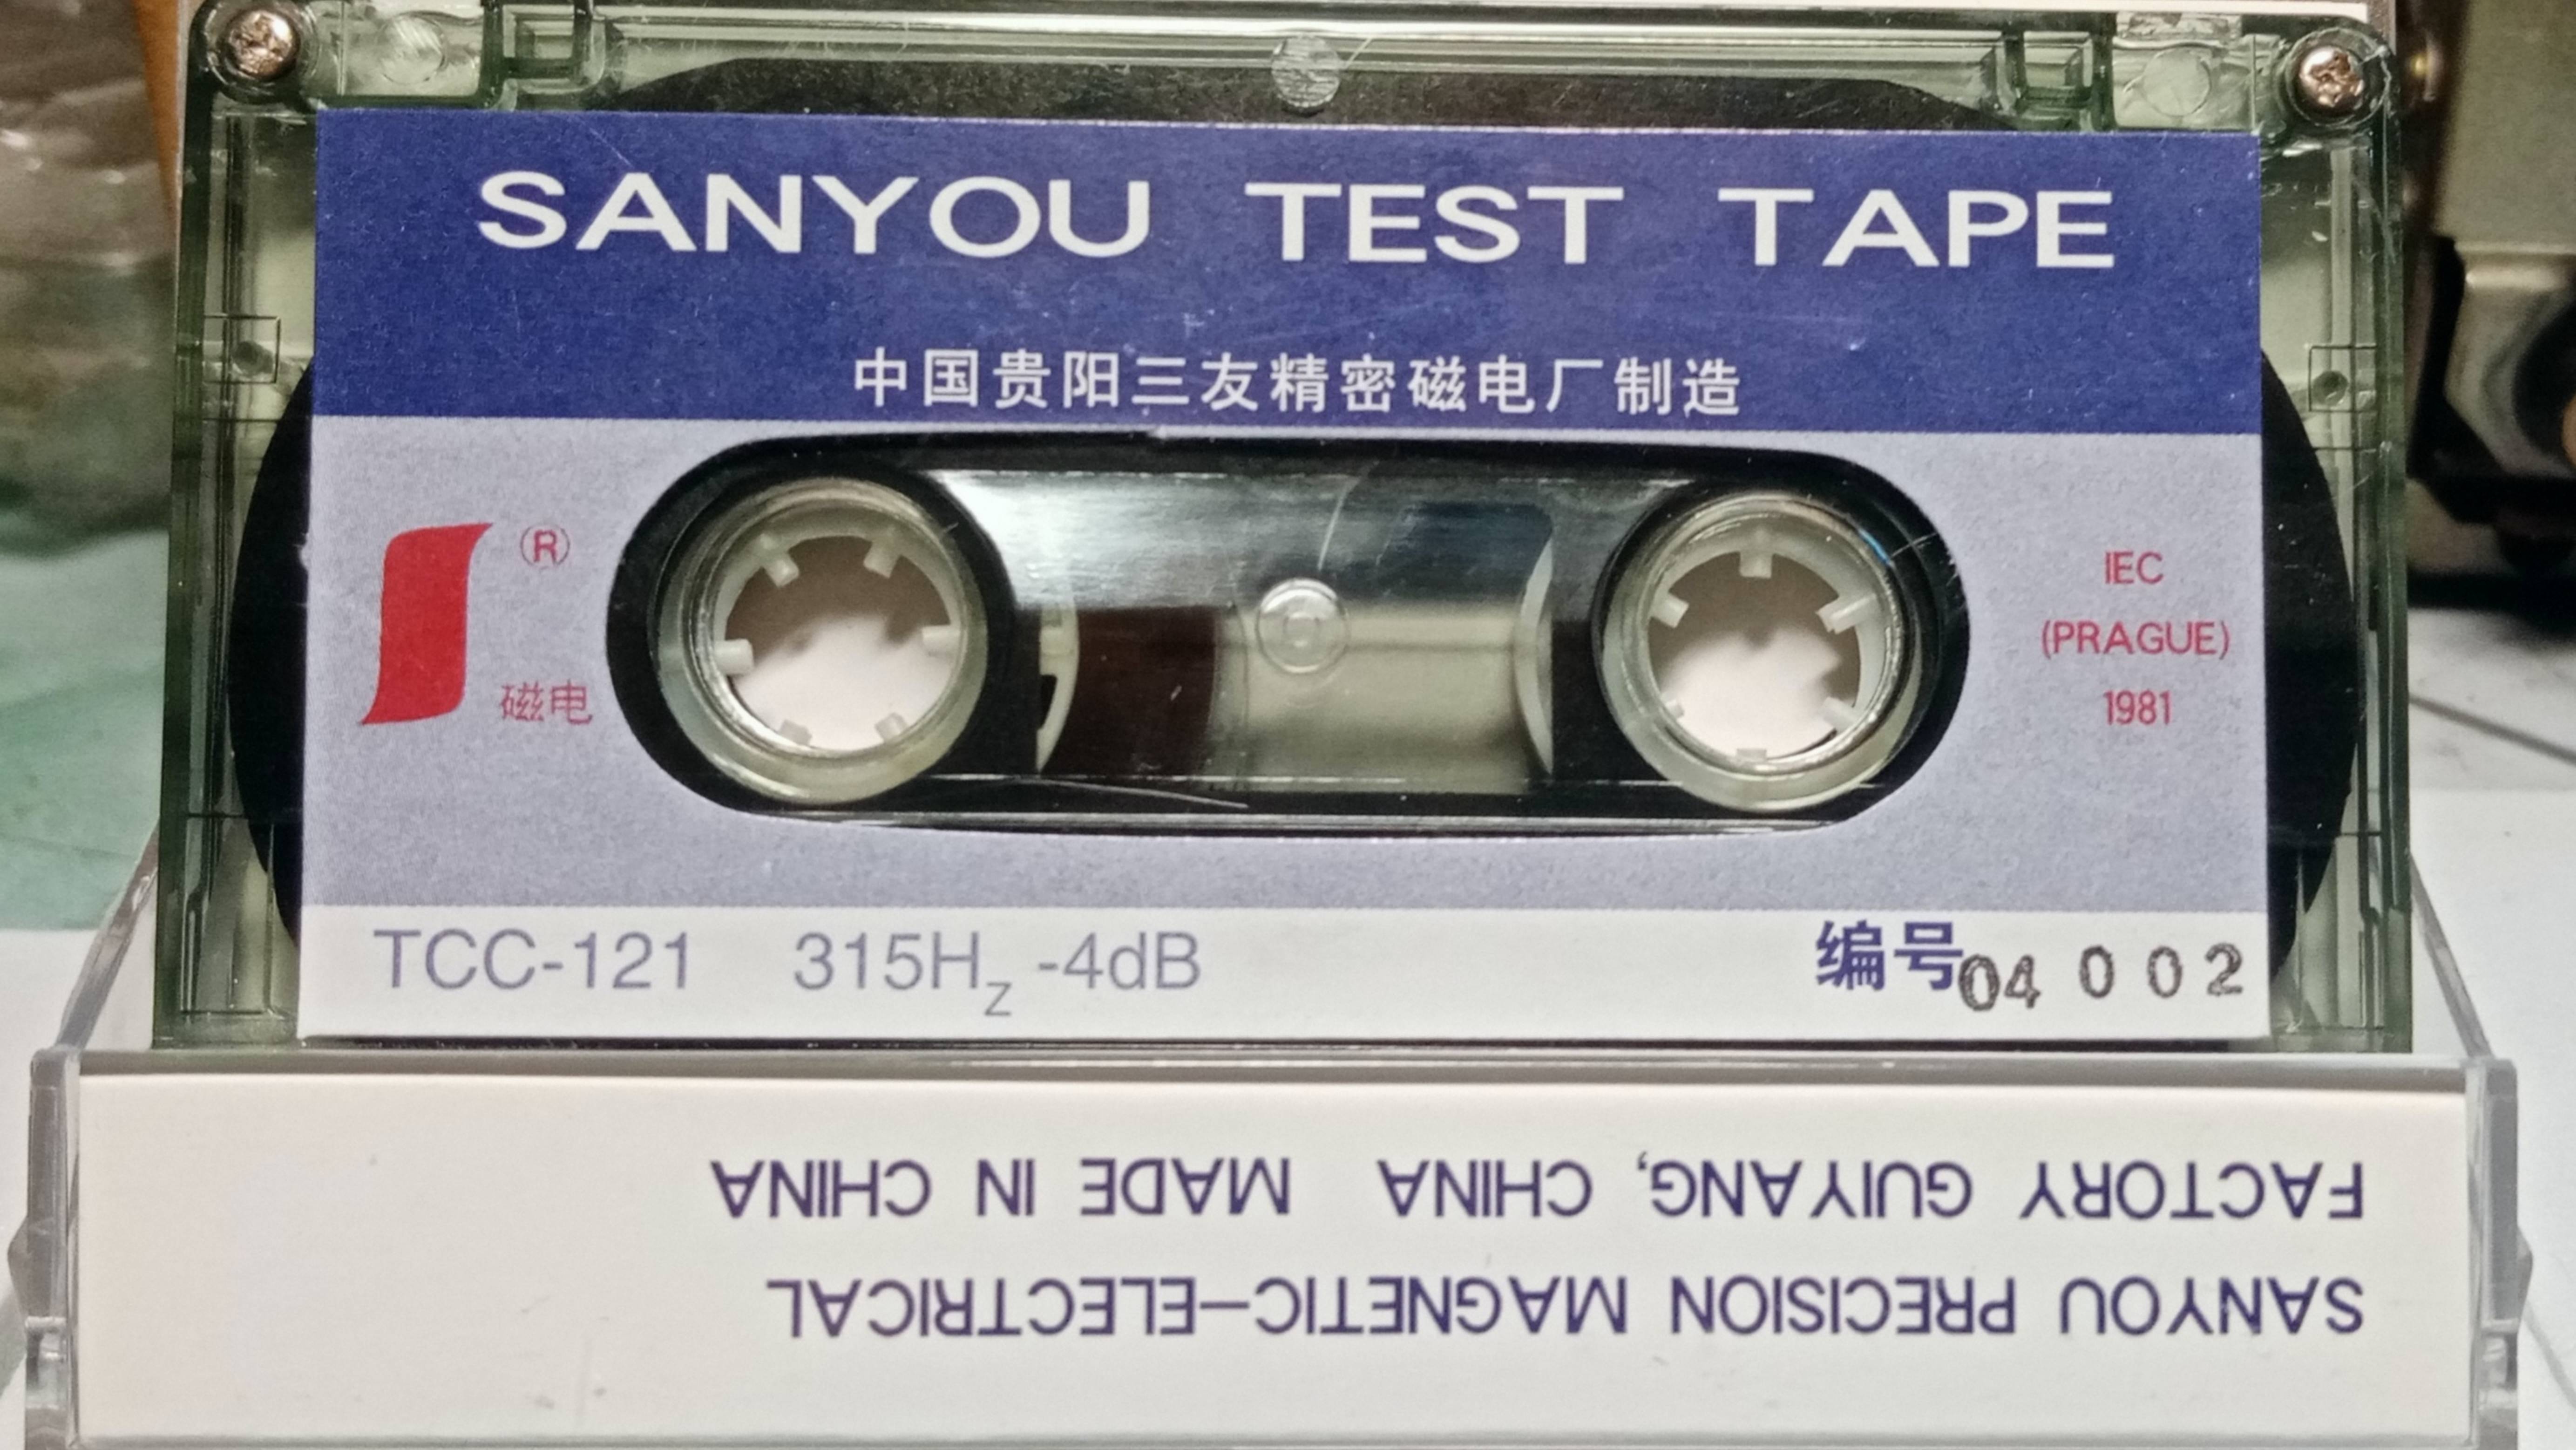 SANYOU TEST TAPE
中国贵阳三友精密磁电厂制造
(R)
磁电
IEC
(PRAGUE)
1981
TCC-121 315Hz -4dB
编号04 0 0 2
SANYOU PRECISION MAGNETIC-ELECTRICAL
FACTORY GUIYANG, CHINA MADE IN CHINA